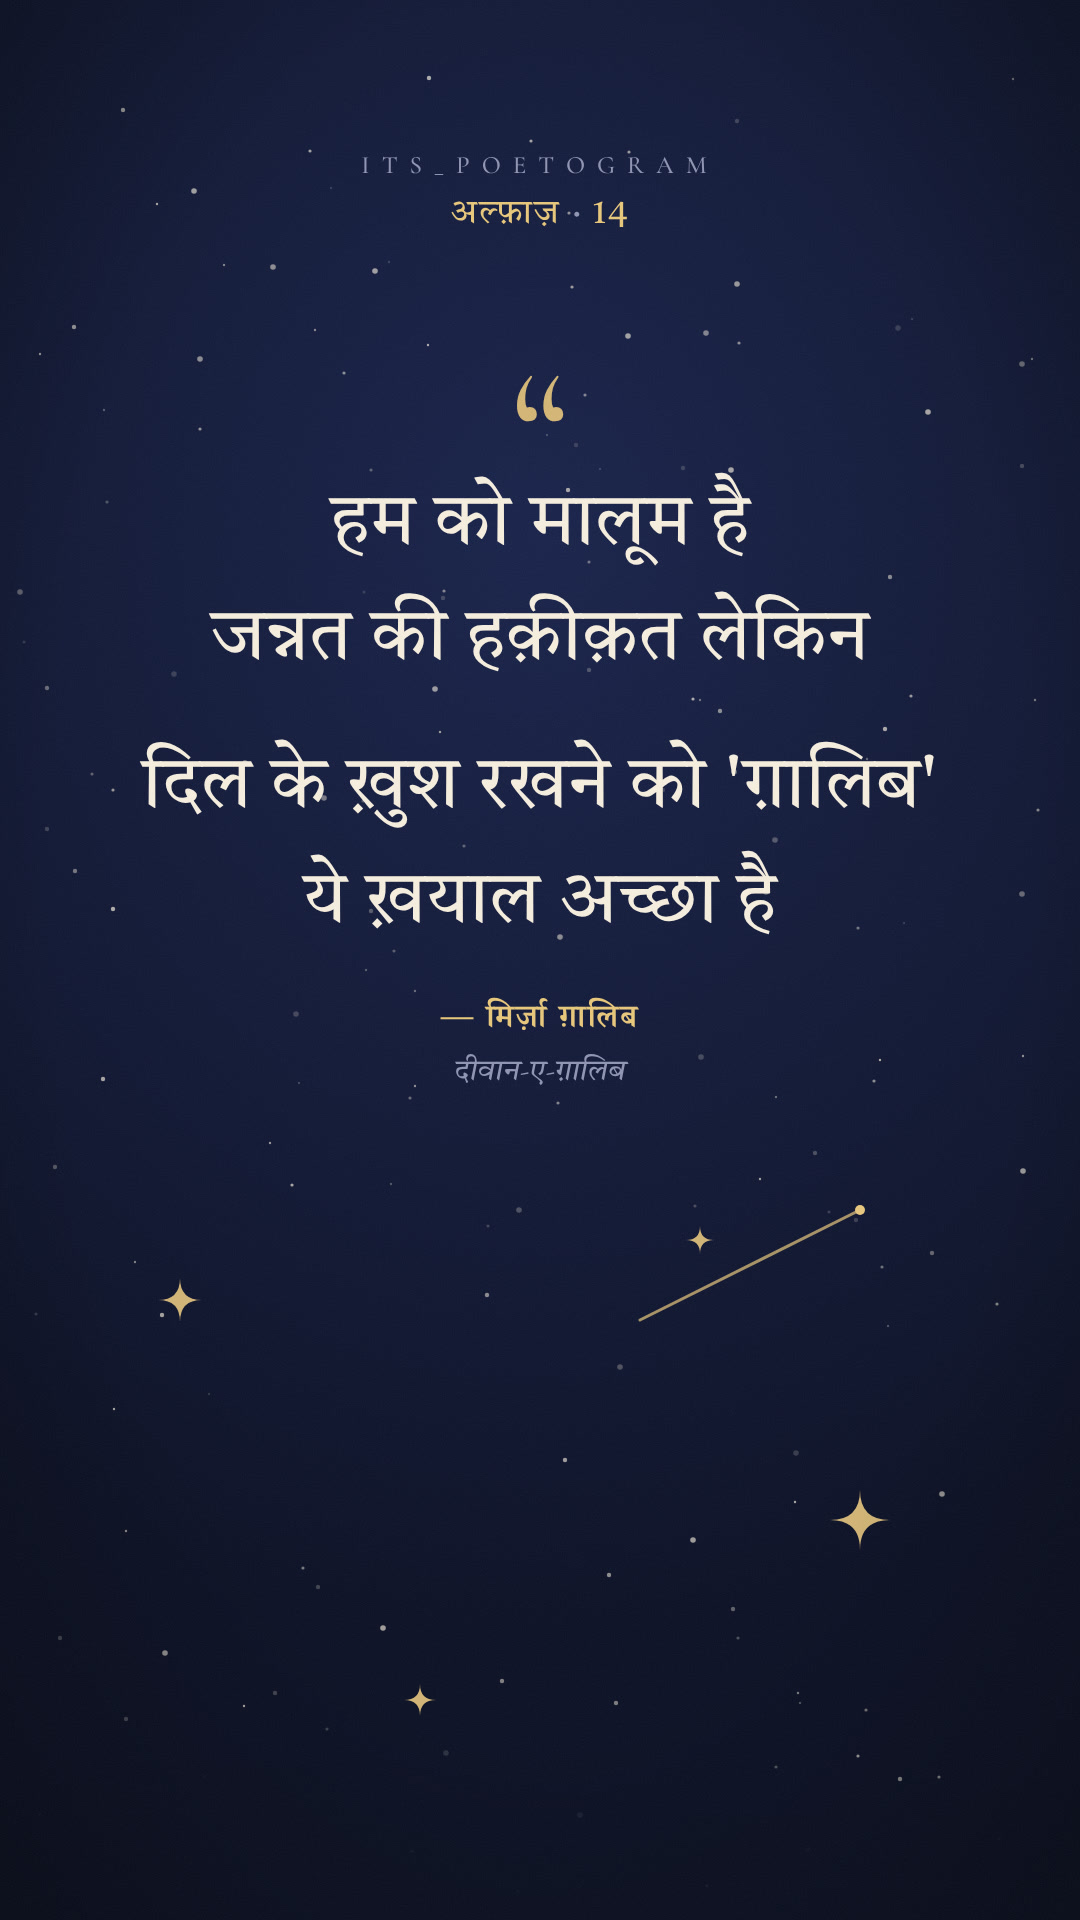 ITS_POETOGRAM
अल्फ़ाज़ · 14
“
हम को मालूम है
जन्नत की हक़ीक़त लेकिन
दिल के ख़ुश रखने को 'ग़ालिब'
ये ख़याल अच्छा है
— मिर्ज़ा ग़ालिब
दीवान-ए-ग़ालिब